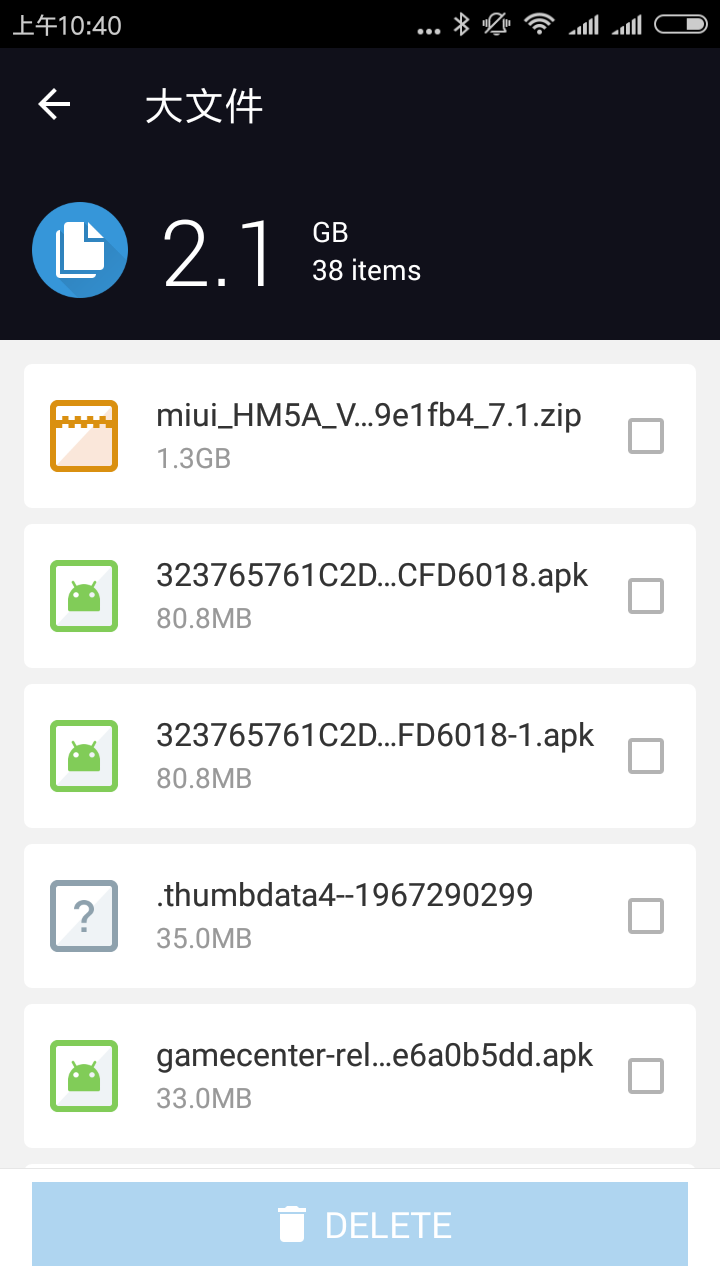 上午10:40
大文件
2.1
GB
38 items
miui_HM5A_V...9e1fb4_7.1.zip
1.3GB
323765761C2D...CFD6018.apk
80.8MB
323765761C2D...FD6018-1.apk
80.8MB
?
.thumbdata4--1967290299
35.0MB
gamecenter-rel...e6a0b5dd.apk
33.0MB
DELETE